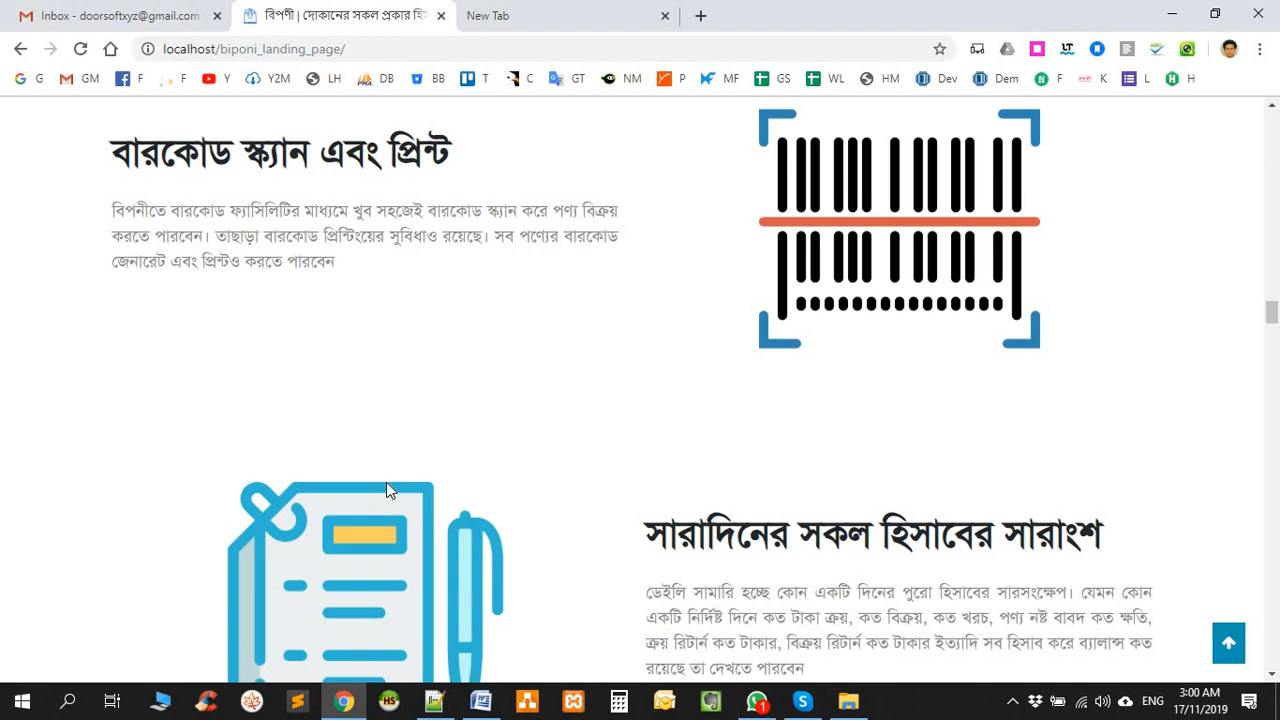 Inbox - doorsoftxyz@gmail.com
বিপণী | দোকানের সকল প্রকার হিস
New Tab
localhost/biponi_landing_page/
G GM F F Y Y2M LH DB BB T C GT NM P MF GS WL HM Dev Dem F K L H
বারকোড স্ক্যান এবং প্রিন্ট
বিপনীতে বারকোড ফ্যাসিলিটির মাধ্যমে খুব সহজেই বারকোড স্ক্যান করে পণ্য বিক্রয়
করতে পারবেন। তাছাড়া বারকোড প্রিন্টিংয়ের সুবিধাও রয়েছে। সব পণ্যের বারকোড
জেনারেট এবং প্রিন্টও করতে পারবেন
সারাদিনের সকল হিসাবের সারাংশ
ডেইলি সামারি হচ্ছে কোন একটি দিনের পুরো হিসাবের সারসংক্ষেপ। যেমন কোন
একটি নির্দিষ্ট দিনে কত টাকা ক্রয়, কত বিক্রয়, কত খরচ, পণ্য নষ্ট বাবদ কত ক্ষতি,
ক্রয় রিটার্ন কত টাকার, বিক্রয় রিটার্ন কত টাকার ইত্যাদি সব হিসাব করে ব্যালান্স কত
রয়েছে তা দেখতে পারবেন
ENG
3:00 AM
17/11/2019